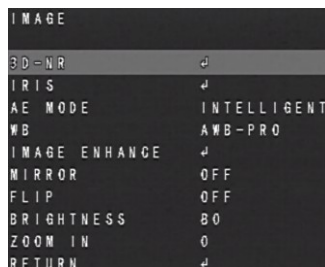 IMAGE
3D-NR ↲
IRIS ↲
AE MODE INTELLIGENT
WB AWB-PRO
IMAGE ENHANCE ↲
MIRROR OFF
FLIP OFF
BRIGHTNESS 80
ZOOM IN 0
RETURN ↲